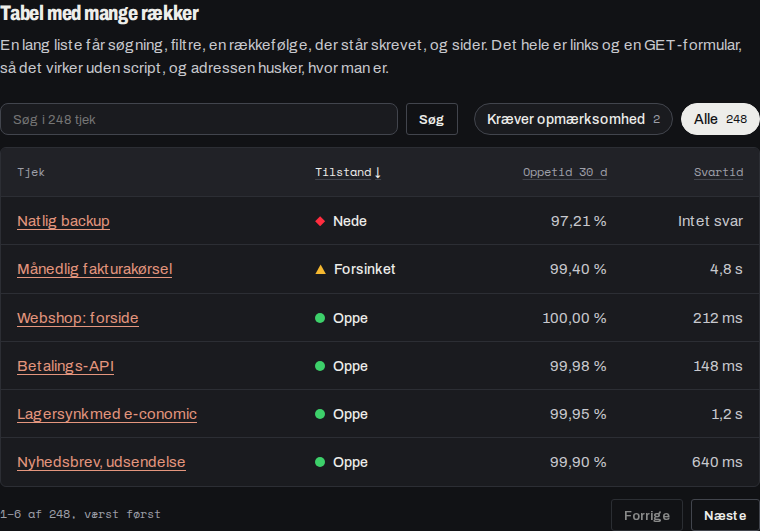 Tabel med mange rækker
En lang liste får søgning, filtre, en rækkefølge, der står skrevet, og sider. Det hele er links og en GET-formular,
så det virker uden script, og adressen husker, hvor man er.
Søg i 248 tjek
Søg
Kræver opmærksomhed 2
Alle 248
Tjek Tilstand ↓ Oppetid 30 d Svartid
Natlig backup Nede 97,21 % Intet svar
Månedlig fakturakørsel Forsinket 99,40 % 4,8 s
Webshop: forside Oppe 100,00 % 212 ms
Betalings-API Oppe 99,98 % 148 ms
Lagersynk med e-conomic Oppe 99,95 % 1,2 s
Nyhedsbrev, udsendelse Oppe 99,90 % 640 ms
1–6 af 248, værst først
Forrige
Næste